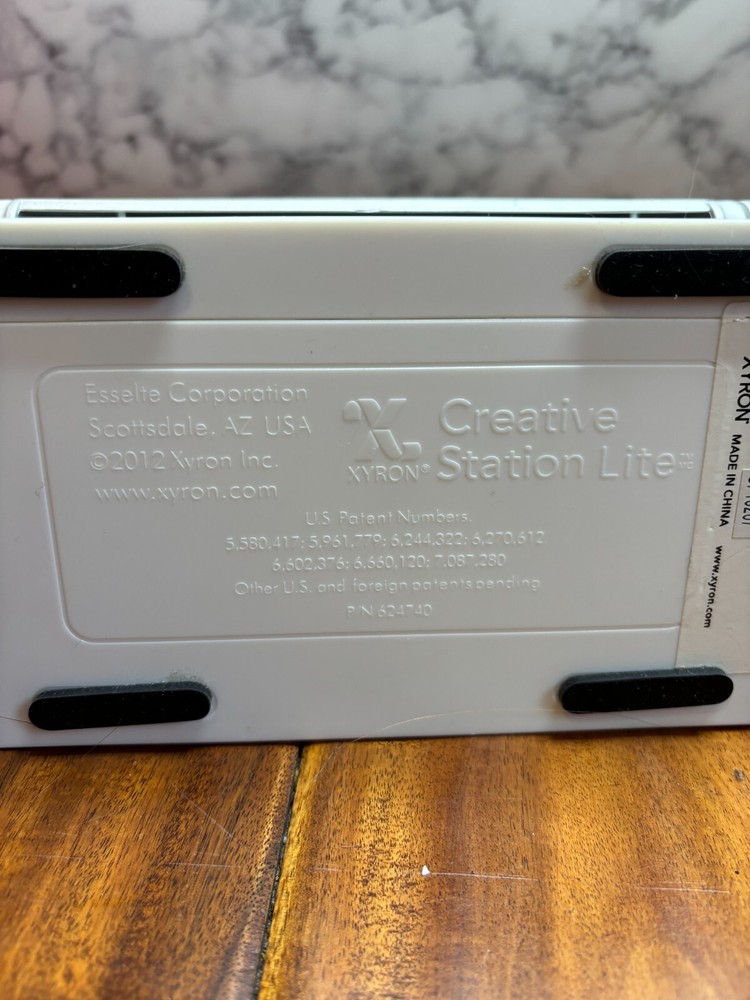 Esselte Corporation
Scottsdale, AZ USA
©2012 Xyron Inc.
www.xyron.com
XYRON®
Creative
Station Lite™
U.S. Patent Numbers.
5,580,417; 5,961,779; 6,244,322; 6,270,612
6,602,376; 6,660,120; 7,087,280
Other U.S. and foreign patents pending
P/N 624740
XYRON
MADE IN CHINA
www.xyron.com